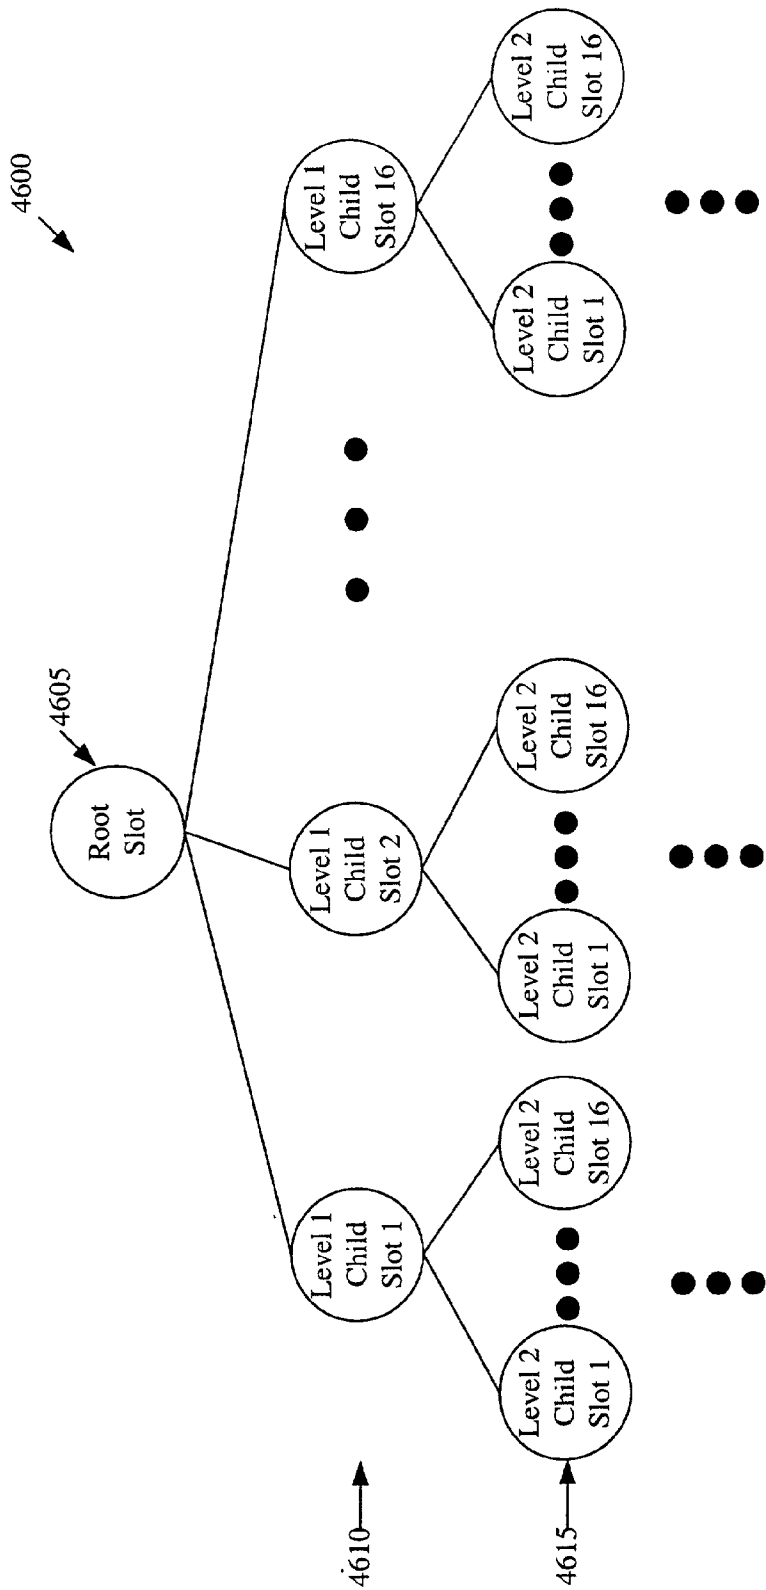 4600
Root
Slot
4605
4610
Level 1
Child
Slot 1
Level 1
Child
Slot 2
Level 1
Child
Slot 16
4615
Level 2
Child
Slot 1
Level 2
Child
Slot 16
Level 2
Child
Slot 1
Level 2
Child
Slot 16
Level 2
Child
Slot 1
Level 2
Child
Slot 16